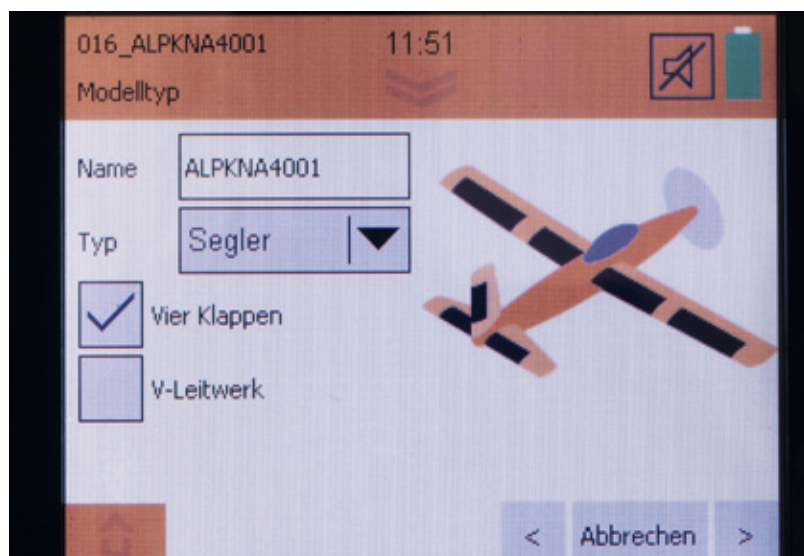 016_ALPKNA4001 11:51
Modelltyp
Name ALPKNA4001
Typ Segler
Vier Klappen
V-Leitwerk
< Abbrechen >